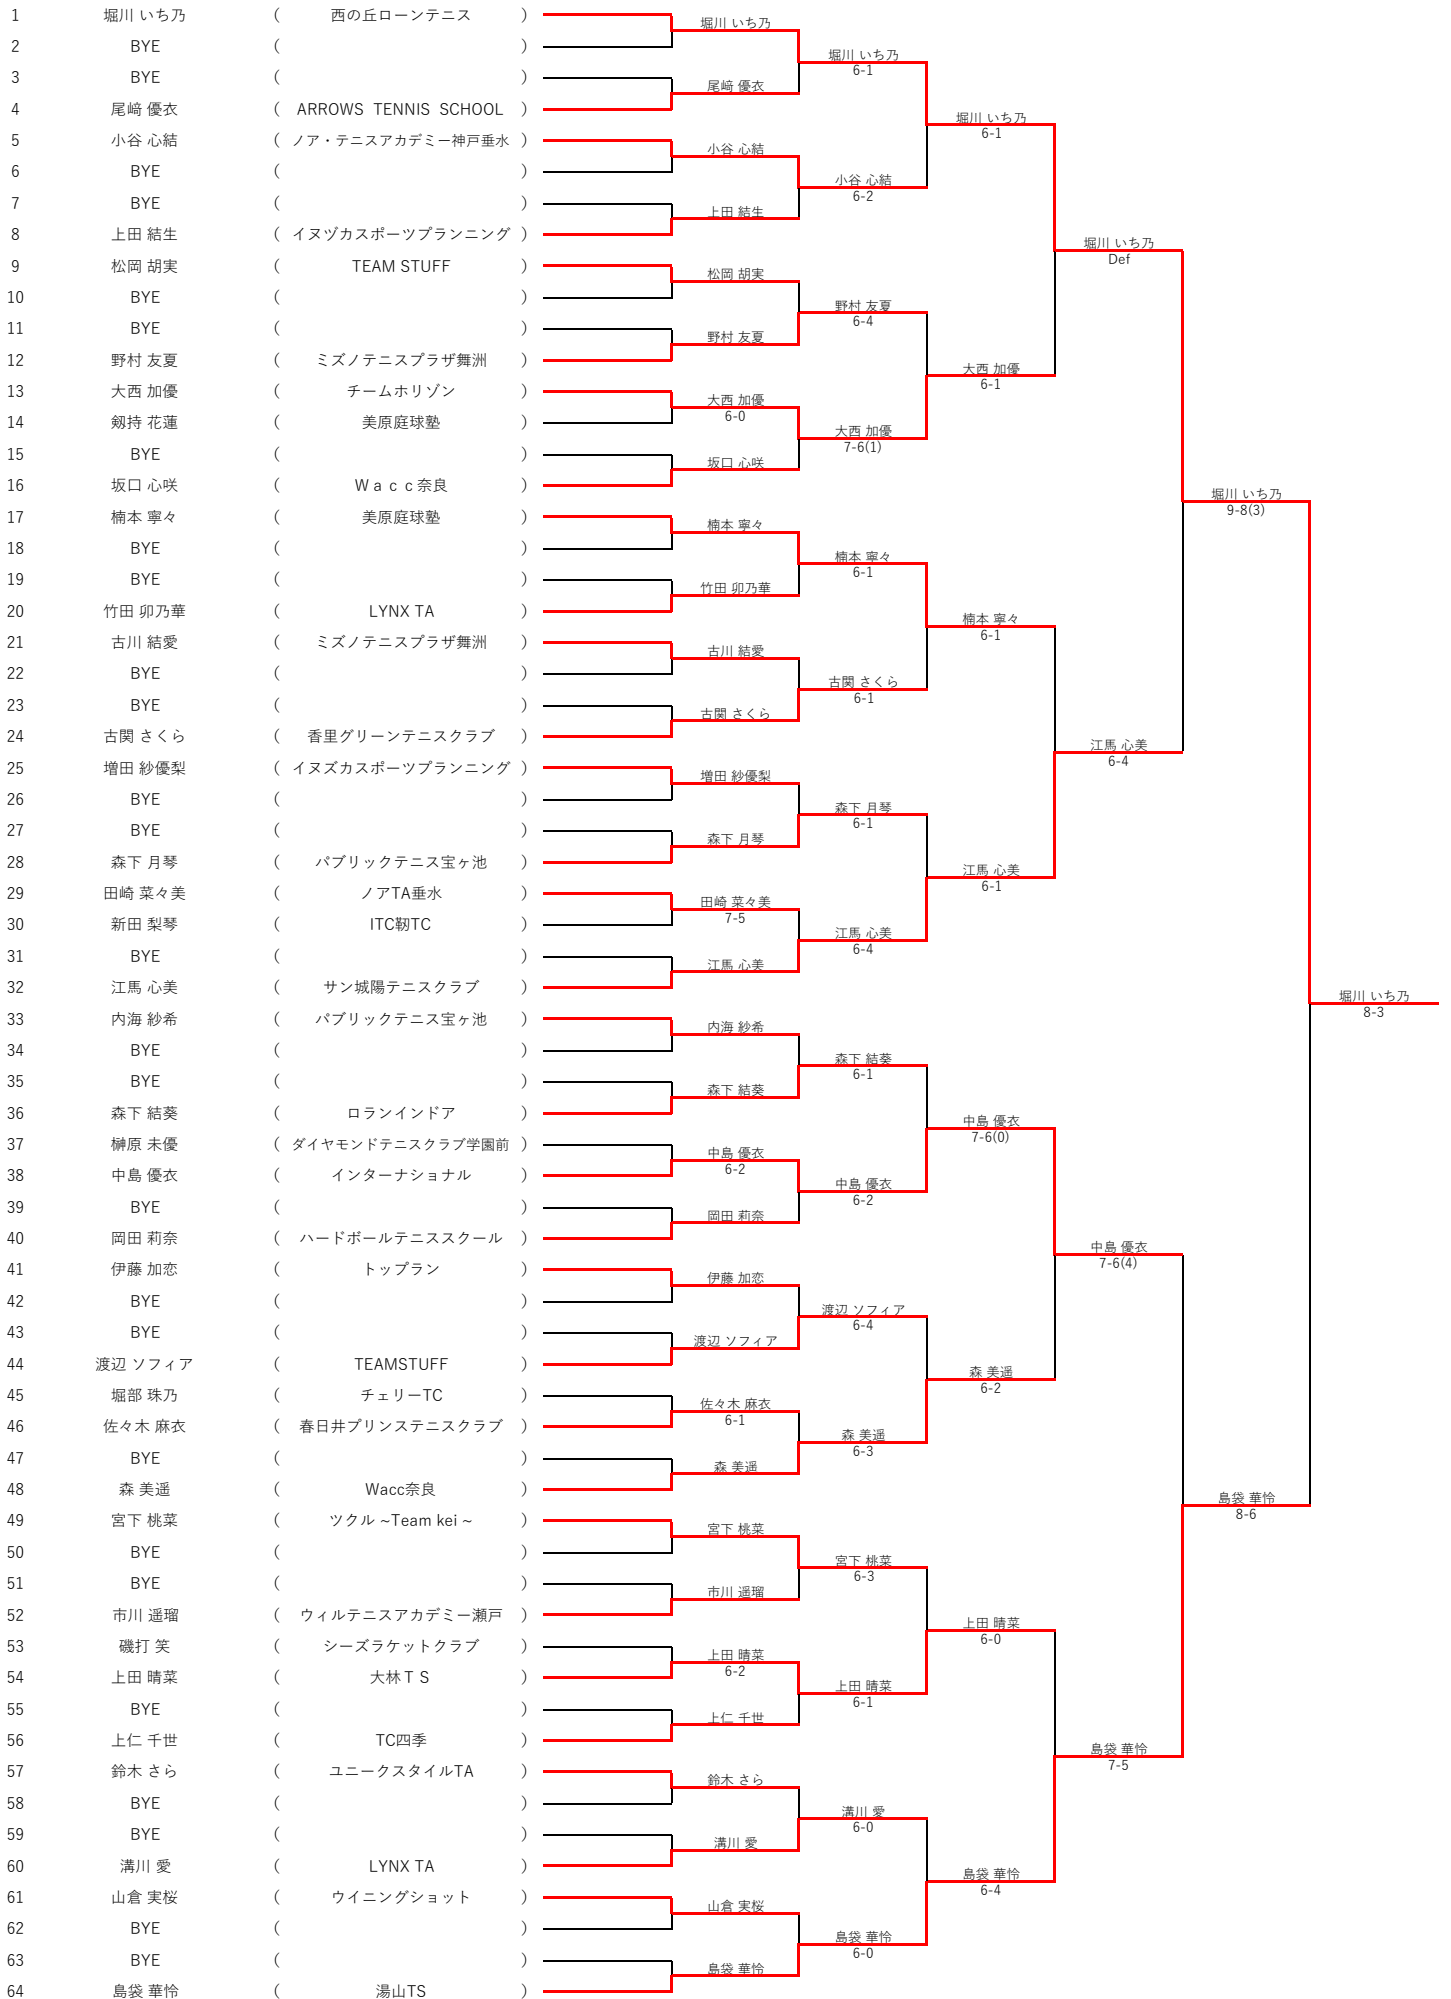 1 堀川 いち乃 ( 西の丘ローンテニス )
2 BYE ( )
3 BYE ( )
4 尾﨑 優衣 ( ARROWS TENNIS SCHOOL )
5 小谷 心結 ( ノア・テニスアカデミー神戸垂水 )
6 BYE ( )
7 BYE ( )
8 上田 結生 ( イヌヅカスポーツプランニング )
9 松岡 胡実 ( TEAM STUFF )
10 BYE ( )
11 BYE ( )
12 野村 友夏 ( ミズノテニスプラザ舞洲 )
13 大西 加優 ( チームホリゾン )
14 剱持 花蓮 ( 美原庭球塾 )
15 BYE ( )
16 坂口 心咲 ( Ｗａｃｃ奈良 )
17 楠本 寧々 ( 美原庭球塾 )
18 BYE ( )
19 BYE ( )
20 竹田 卯乃華 ( LYNX TA )
21 古川 結愛 ( ミズノテニスプラザ舞洲 )
22 BYE ( )
23 BYE ( )
24 古関 さくら ( 香里グリーンテニスクラブ )
25 増田 紗優梨 ( イヌズカスポーツプランニング )
26 BYE ( )
27 BYE ( )
28 森下 月琴 ( パブリックテニス宝ヶ池 )
29 田崎 菜々美 ( ノアTA垂水 )
30 新田 梨琴 ( ITC靭TC )
31 BYE ( )
32 江馬 心美 ( サン城陽テニスクラブ )
33 内海 紗希 ( パブリックテニス宝ヶ池 )
34 BYE ( )
35 BYE ( )
36 森下 結葵 ( ロランインドア )
37 榊原 未優 ( ダイヤモンドテニスクラブ学園前 )
38 中島 優衣 ( インターナショナル )
39 BYE ( )
40 岡田 莉奈 ( ハードボールテニススクール )
41 伊藤 加恋 ( トップラン )
42 BYE ( )
43 BYE ( )
44 渡辺 ソフィア ( TEAMSTUFF )
45 堀部 珠乃 ( チェリーTC )
46 佐々木 麻衣 ( 春日井プリンステニスクラブ )
47 BYE ( )
48 森 美遥 ( Wacc奈良 )
49 宮下 桃菜 ( ツクル ~Team kei ~ )
50 BYE ( )
51 BYE ( )
52 市川 遥瑠 ( ウィルテニスアカデミー瀬戸 )
53 磯打 笑 ( シーズラケットクラブ )
54 上田 晴菜 ( 大林ＴＳ )
55 BYE ( )
56 上仁 千世 ( TC四季 )
57 鈴木 さら ( ユニークスタイルTA )
58 BYE ( )
59 BYE ( )
60 溝川 愛 ( LYNX TA )
61 山倉 実桜 ( ウイニングショット )
62 BYE ( )
63 BYE ( )
64 島袋 華怜 ( 湯山TS )
堀川 いち乃
尾﨑 優衣
小谷 心結
上田 結生
松岡 胡実
野村 友夏
大西 加優
6-0
坂口 心咲
楠本 寧々
竹田 卯乃華
古川 結愛
古関 さくら
増田 紗優梨
森下 月琴
田崎 菜々美
7-5
江馬 心美
内海 紗希
森下 結葵
中島 優衣
6-2
岡田 莉奈
伊藤 加恋
渡辺 ソフィア
佐々木 麻衣
6-1
森 美遥
宮下 桃菜
市川 遥瑠
上田 晴菜
6-2
上仁 千世
鈴木 さら
溝川 愛
山倉 実桜
島袋 華怜
堀川 いち乃
6-1
小谷 心結
6-2
野村 友夏
6-4
大西 加優
7-6(1)
楠本 寧々
6-1
古関 さくら
6-1
森下 月琴
6-1
江馬 心美
6-4
森下 結葵
6-1
中島 優衣
6-2
渡辺 ソフィア
6-4
森 美遥
6-3
宮下 桃菜
6-3
上田 晴菜
6-1
溝川 愛
6-0
島袋 華怜
6-0
堀川 いち乃
6-1
大西 加優
6-1
楠本 寧々
6-1
江馬 心美
6-1
中島 優衣
7-6(0)
森 美遥
6-2
上田 晴菜
6-0
島袋 華怜
6-4
堀川 いち乃
Def
江馬 心美
6-4
中島 優衣
7-6(4)
島袋 華怜
7-5
堀川 いち乃
9-8(3)
島袋 華怜
8-6
堀川 いち乃
8-3